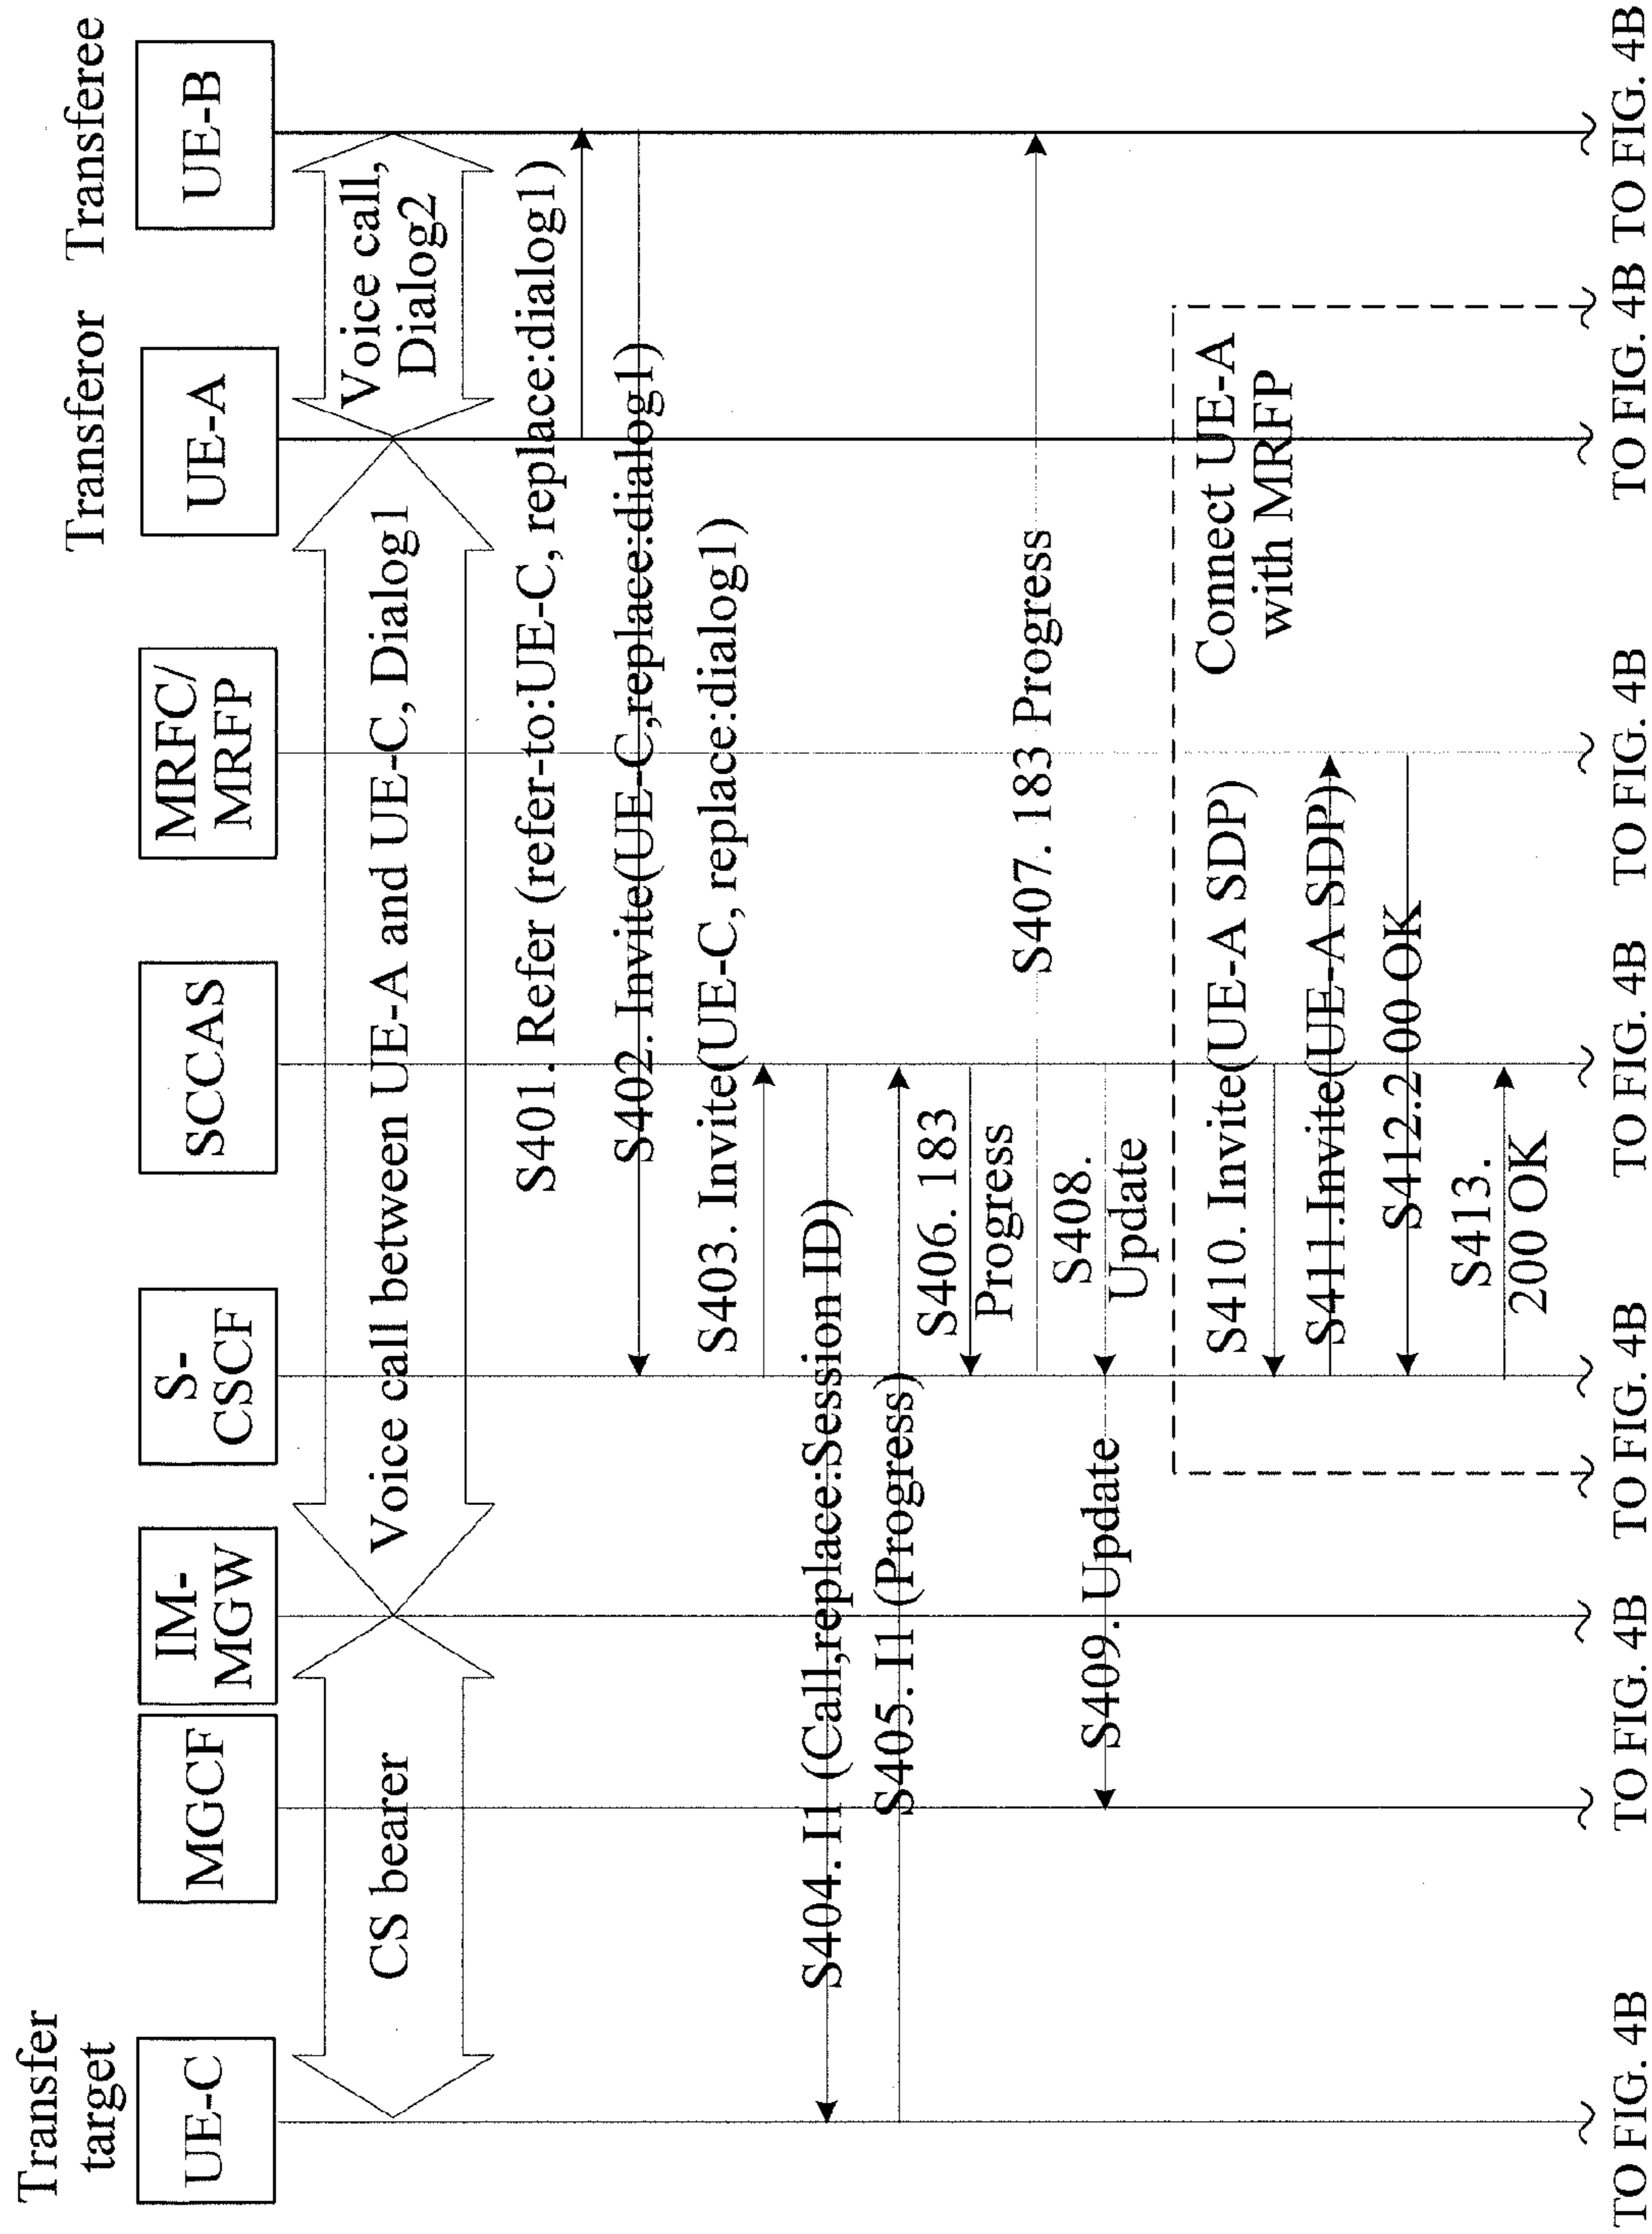 Transfer
target
Transferor
Transferee
UE-C
MGCF
IM-
MGW
S-
CSCF
SCCAS
MRFC/
MRFP
UE-A
UE-B
CS bearer
Voice call between UE-A and UE-C, Dialog1
Voice call,
Dialog2
S401. Refer (refer-to:UE-C, replace:dialog1)
S402. Invite(UE-C,replace:dialog1)
S403. Invite(UE-C, replace:dialog1)
S404. I1 (Call,replace:Session ID)
S405. I1 (Progress)
S406. 183
Progress
S407. 183 Progress
S408.
Update
S409. Update
Connect UE-A
with MRFP
S410. Invite(UE-A SDP)
S411.Invite(UE-A SDP)
S412.2 00 OK
S413.
200 OK
TO FIG. 4B
TO FIG. 4B
TO FIG. 4B
TO FIG. 4B
TO FIG. 4B
TO FIG. 4B
TO FIG. 4B
TO FIG. 4B
TO FIG. 4B